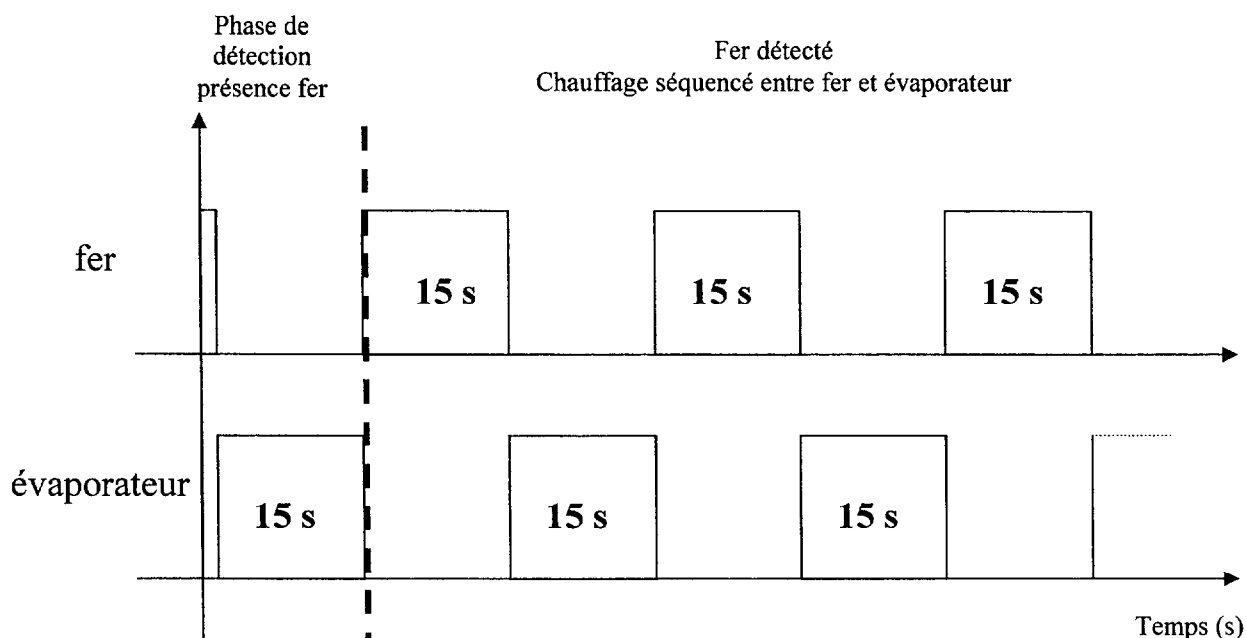 Phase de
détection
présence fer
Fer détecté
Chauffage séquencé entre fer et évaporateur
fer
15 s
15 s
15 s
évaporateur
15 s
15 s
15 s
Temps (s)